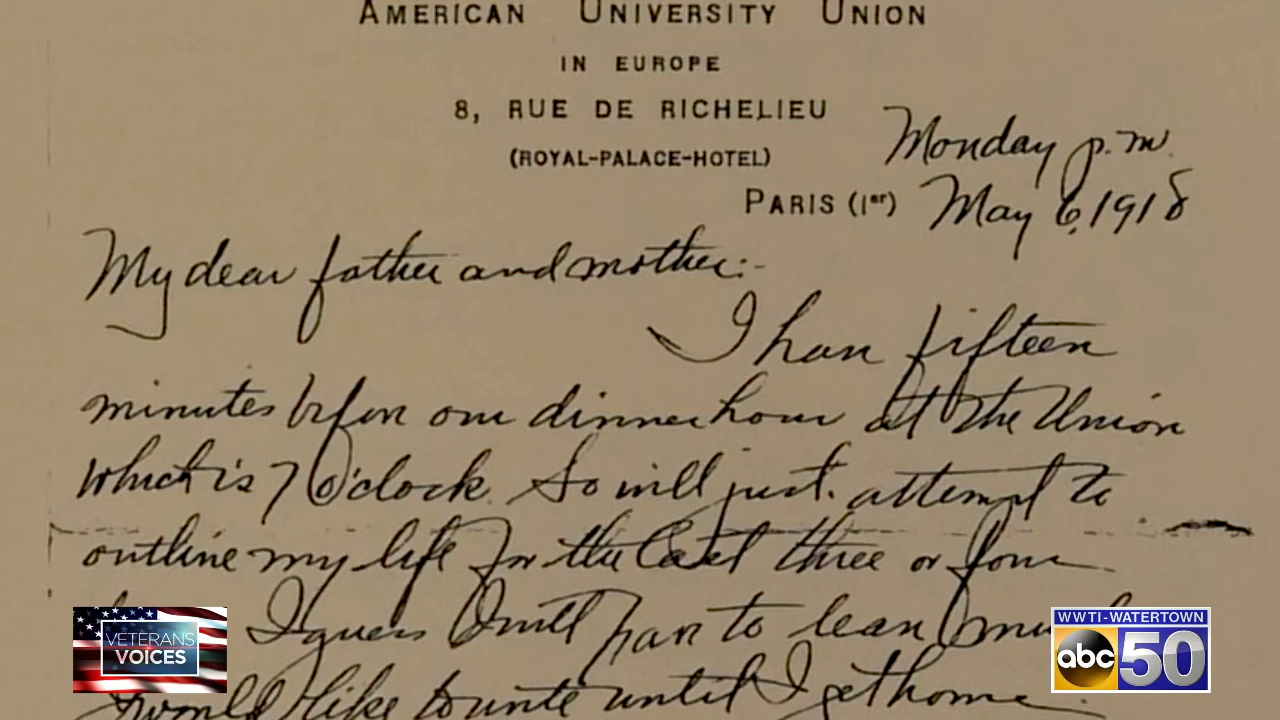 AMERICAN UNIVERSITY UNION
IN EUROPE
8, RUE DE RICHELIEU
(ROYAL-PALACE-HOTEL)
Monday p.m.
PARIS (1er) May 6, 1918
My dear father and mother:-
I have fifteen
minutes before our dinner hour at the Union
which is 7 o'clock. So will just attempt to
outline my life for the last three or four
I guess I will have to leave
I would like to write until I get home
VETERANS
VOICES
WWTI-WATERTOWN
abc 50